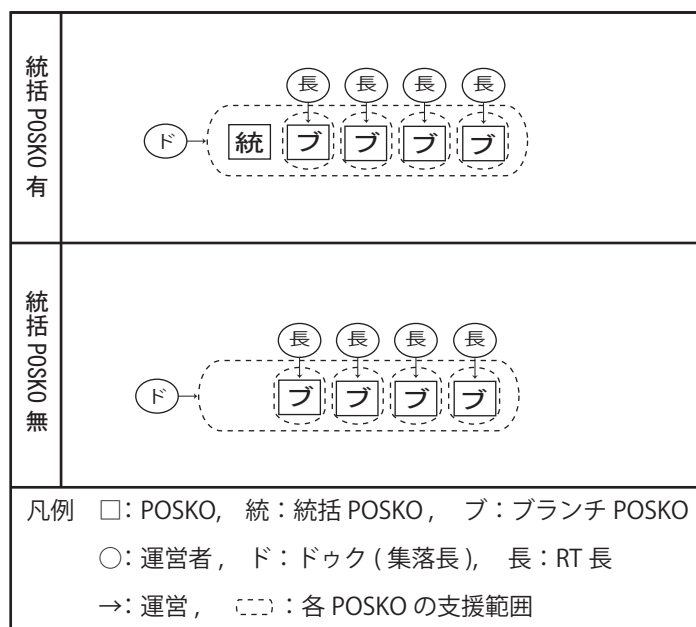 統括 POSKO 有
長 長 長 長
ド 統 ブ ブ ブ ブ
統括 POSKO 無
長 長 長 長
ド ブ ブ ブ ブ
凡例 □：POSKO, 統：統括 POSKO , ブ：ブランチ POSKO
○：運営者 , ド：ドゥク ( 集落長 ), 長：RT 長
→：運営 , ：各 POSKO の支援範囲